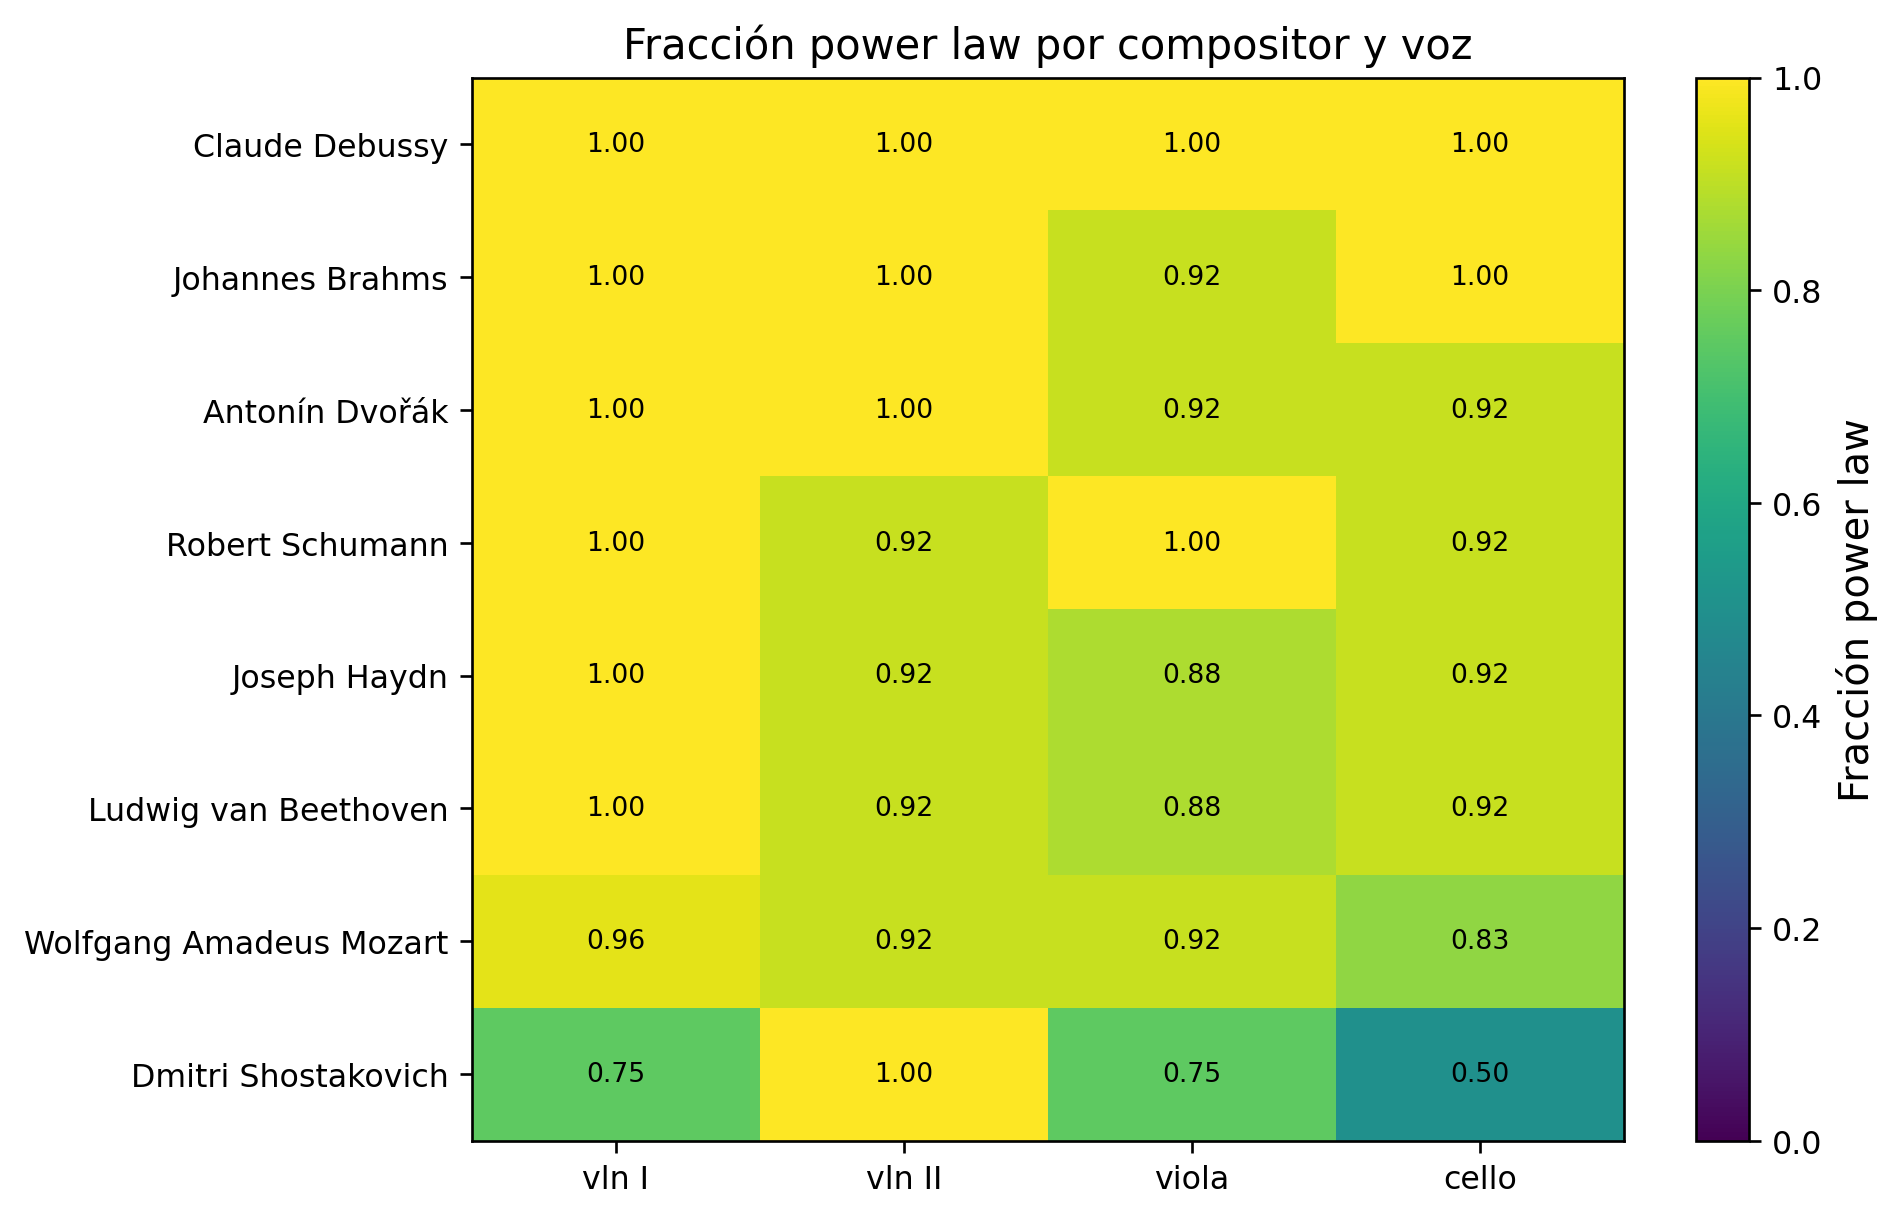 Fracción power law por compositor y voz
Claude Debussy 1.00 1.00 1.00 1.00
Johannes Brahms 1.00 1.00 0.92 1.00
Antonín Dvořák 1.00 1.00 0.92 0.92
Robert Schumann 1.00 0.92 1.00 0.92
Joseph Haydn 1.00 0.92 0.88 0.92
Ludwig van Beethoven 1.00 0.92 0.88 0.92
Wolfgang Amadeus Mozart 0.96 0.92 0.92 0.83
Dmitri Shostakovich 0.75 1.00 0.75 0.50
vln I vln II viola cello
1.0
0.8
0.6
0.4
0.2
0.0
Fracción power law